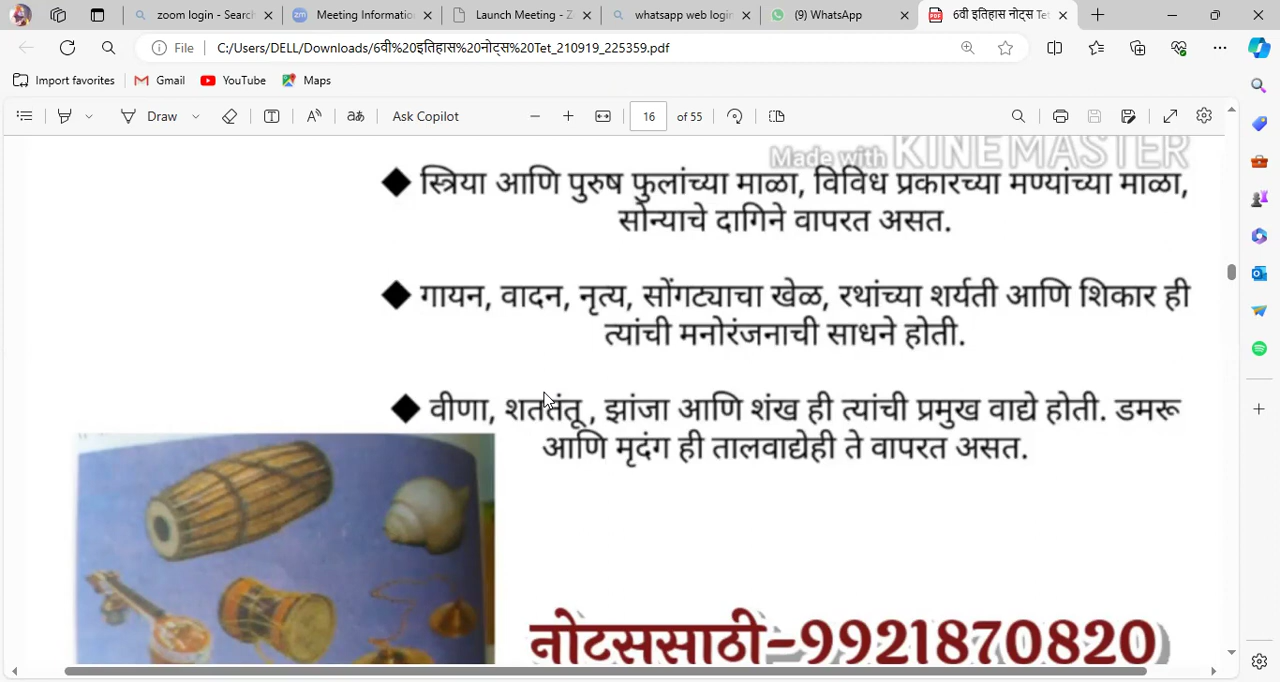 zoom login - Search
Meeting Informatio
Launch Meeting - Z
whatsapp web login
(9) WhatsApp
6वी इतिहास नोट्स Tet
File
C:/Users/DELL/Downloads/6वी%20इतिहास%20नोट्स%20Tet_210919_225359.pdf
Import favorites
Gmail
YouTube
Maps
Draw
aあ
Ask Copilot
16
of 55
Made with KINEMASTER
◆ स्त्रिया आणि पुरुष फुलांच्या माळा, विविध प्रकारच्या मण्यांच्या माळा,
सोन्याचे दागिने वापरत असत.
◆ गायन, वादन, नृत्य, सोंगट्याचा खेळ, रथांच्या शर्यती आणि शिकार ही
त्यांची मनोरंजनाची साधने होती.
◆ वीणा, शततंतू , झांजा आणि शंख ही त्यांची प्रमुख वाद्ये होती. डमरू
आणि मृदंग ही तालवाद्येही ते वापरत असत.
नोटससाठी-9921870820